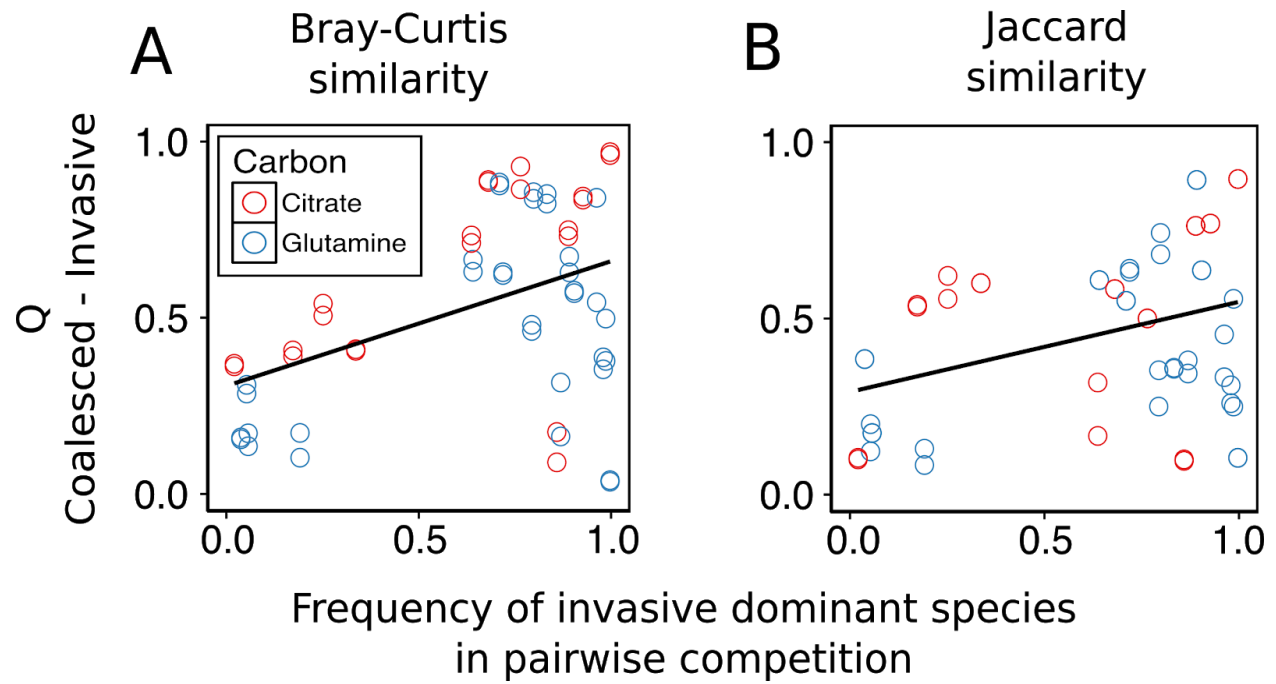 A
Bray-Curtis
similarity
B
Jaccard
similarity
Q
Coalesced - Invasive
1.0
0.5
0.0
Carbon
Citrate
Glutamine
0.0
0.5
1.0
1.0
0.5
0.0
0.0
0.5
1.0
Frequency of invasive dominant species
in pairwise competition